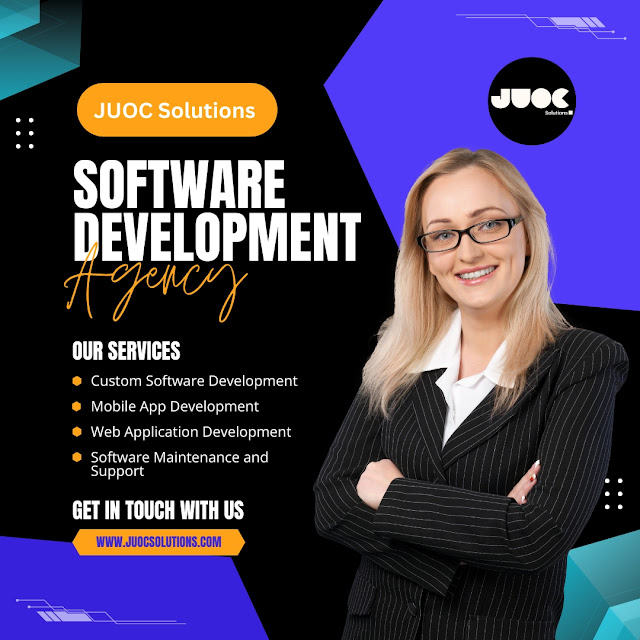 JUOC
Solutions
JUOC Solutions
SOFTWARE
DEVELOPMENT
Agency
OUR SERVICES
Custom Software Development
Mobile App Development
Web Application Development
Software Maintenance and
Support
GET IN TOUCH WITH US
WWW.JUOCSOLUTIONS.COM